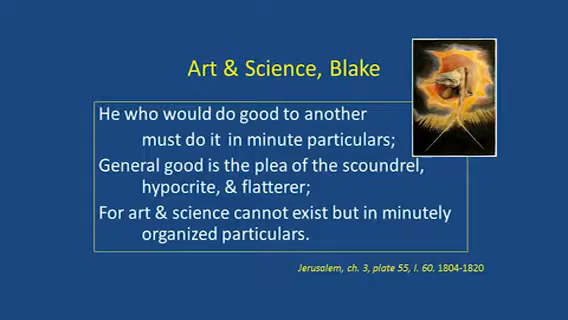 Art & Science, Blake
He who would do good to another
must do it in minute particulars;
General good is the plea of the scoundrel,
hypocrite, & flatterer;
For art & science cannot exist but in minutely
organized particulars.
Jerusalem, ch. 3, plate 55, l. 60. 1804-1820